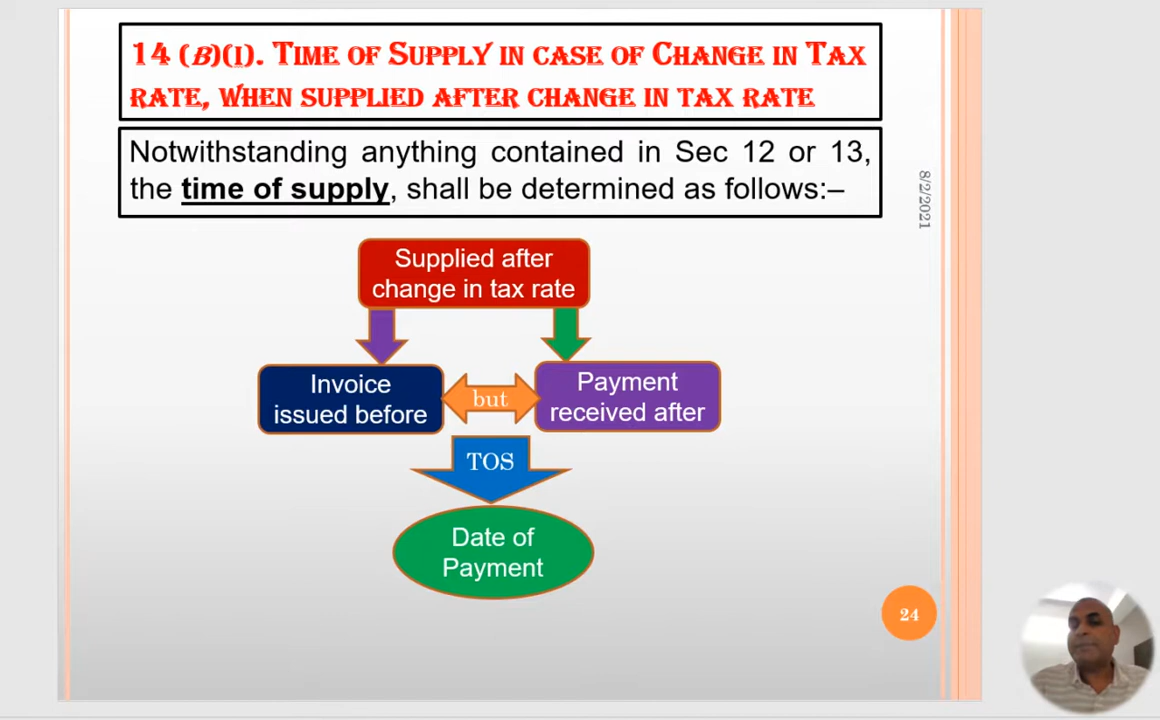 14 (B)(I). TIME OF SUPPLY IN CASE OF CHANGE IN TAX
RATE, WHEN SUPPLIED AFTER CHANGE IN TAX RATE
Notwithstanding anything contained in Sec 12 or 13,
the time of supply, shall be determined as follows:–
8/2/2021
Supplied after
change in tax rate
Invoice
issued before
but
Payment
received after
TOS
Date of
Payment
24